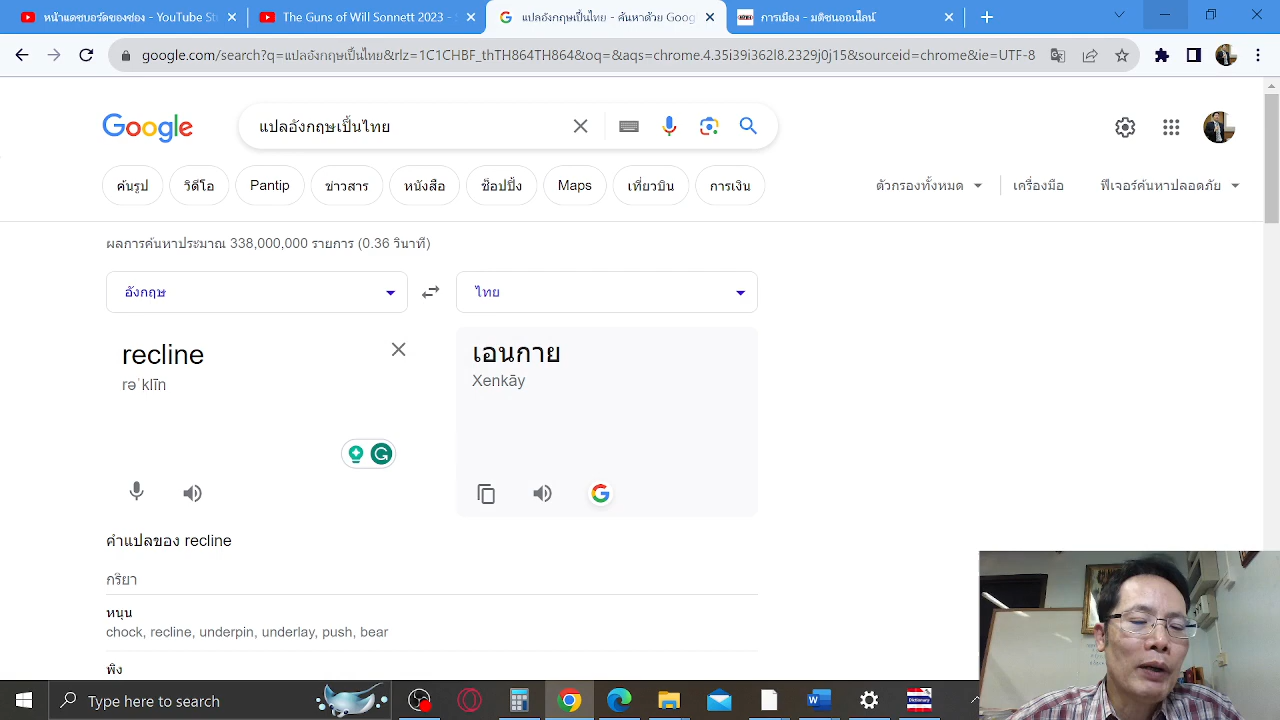 หน้าแดชบอร์ดของช่อง - YouTube St
The Guns of Will Sonnett 2023 - S
แปลอังกฤษเป็นไทย - ค้นหาด้วย Goog
การเมือง - มติชนออนไลน์
google.com/search?q=แปลอังกฤษเป็นไทย&rlz=1C1CHBF_thTH864TH864&oq=&aqs=chrome.4.35i39i362l8.2329j0j15&sourceid=chrome&ie=UTF-8
Google
แปลอังกฤษเป็นไทย
ค้นรูป
วิดีโอ
Pantip
ข่าวสาร
หนังสือ
ช็อปปิ้ง
Maps
เที่ยวบิน
การเงิน
ตัวกรองทั้งหมด
เครื่องมือ
ฟีเจอร์ค้นหาปลอดภัย
ผลการค้นหาประมาณ 338,000,000 รายการ (0.36 วินาที)
อังกฤษ
ไทย
recline
rəˈklīn
เอนกาย
Xenkāy
คำแปลของ recline
กริยา
หนุน
chock, recline, underpin, underlay, push, bear
พิง
Type here to search
Dictionary